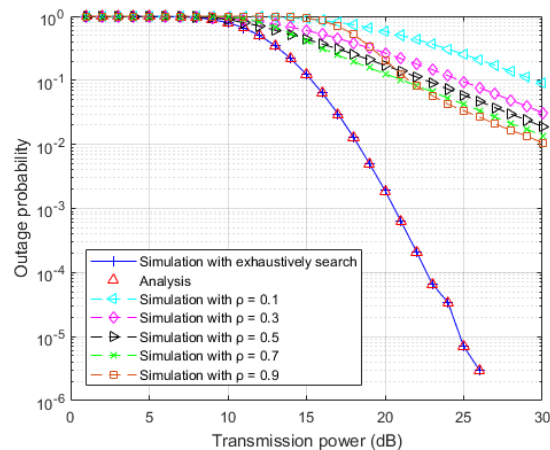 Outage probability
10^0
10^-1
10^-2
10^-3
10^-4
10^-5
10^-6
Simulation with exhaustively search
Analysis
Simulation with ρ = 0.1
Simulation with ρ = 0.3
Simulation with ρ = 0.5
Simulation with ρ = 0.7
Simulation with ρ = 0.9
0 5 10 15 20 25 30
Transmission power (dB)